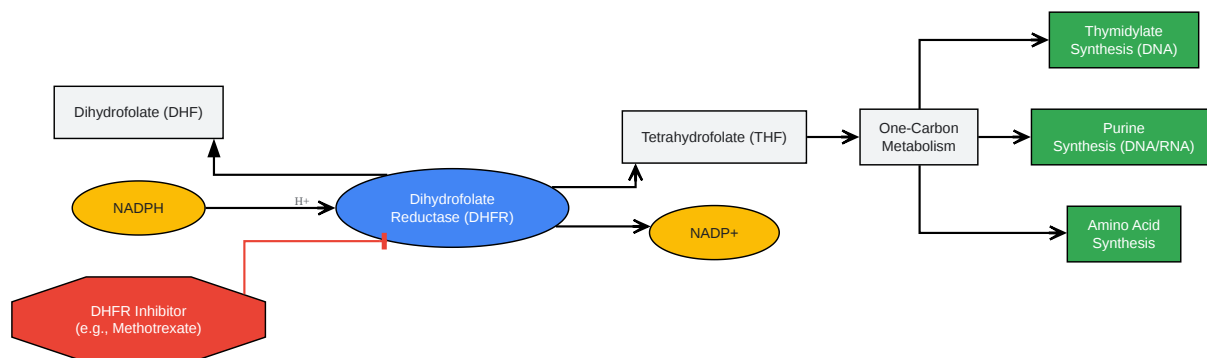 Thymidylate
Synthesis (DNA)
Dihydrofolate (DHF)
Tetrahydrofolate (THF)
One-Carbon
Metabolism
Purine
Synthesis (DNA/RNA)
NADPH
H+
Dihydrofolate
Reductase (DHFR)
NADP+
Amino Acid
Synthesis
DHFR Inhibitor
(e.g., Methotrexate)